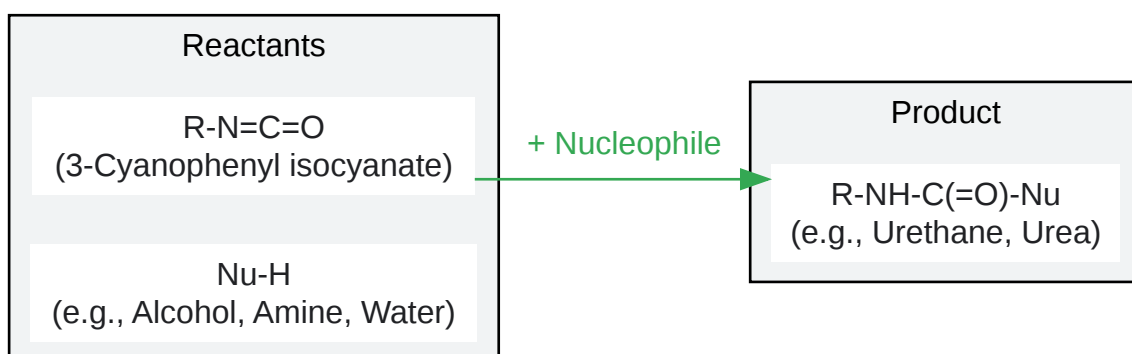 Reactants
R-N=C=O
(3-Cyanophenyl isocyanate)
Nu-H
(e.g., Alcohol, Amine, Water)
+ Nucleophile
Product
R-NH-C(=O)-Nu
(e.g., Urethane, Urea)